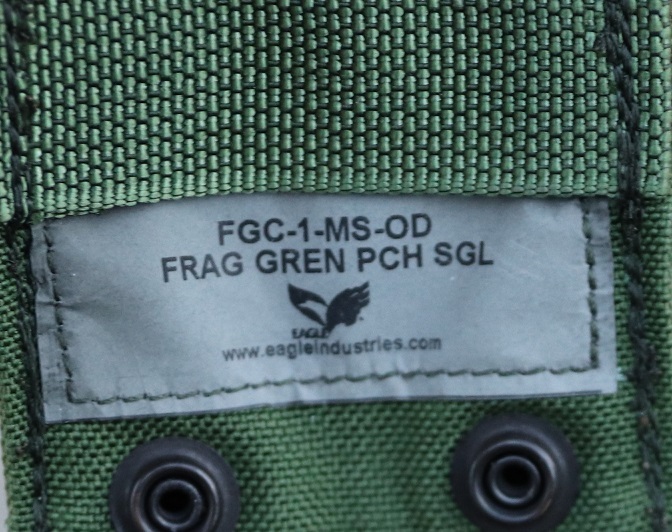 FGC-1-MS-OD
FRAG GREN PCH SGL
EAGLE
www.eagleindustries.com